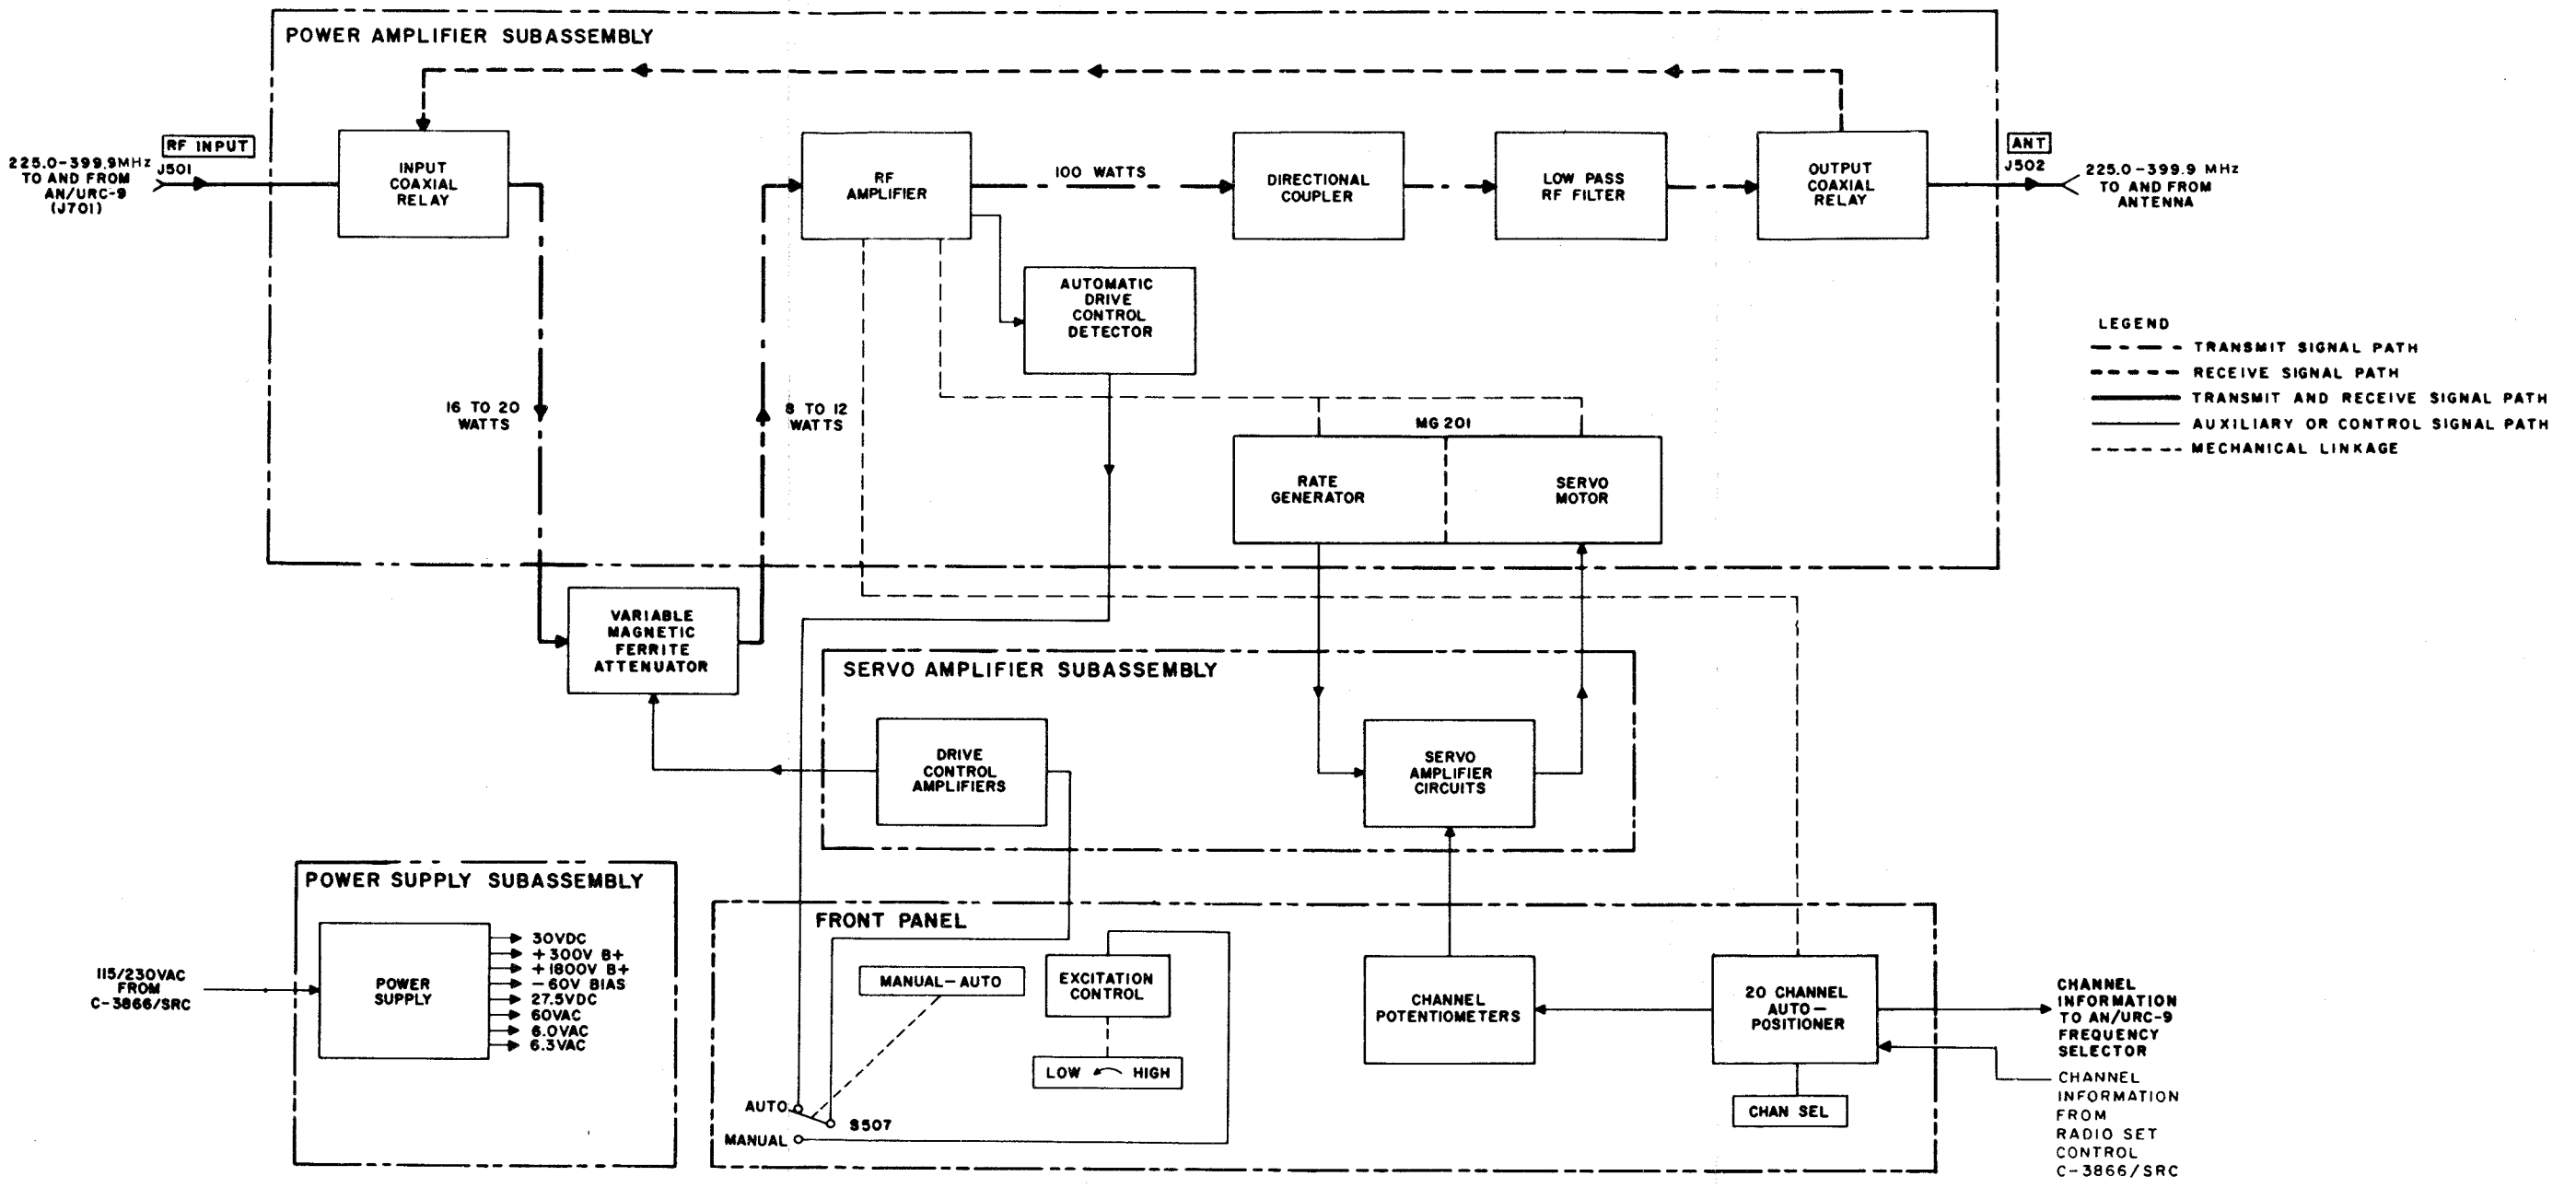 POWER AMPLIFIER SUBASSEMBLY
RF INPUT
225.0-399.9MHz
TO AND FROM
AN/URC-9
(J701)
J501
INPUT
COAXIAL
RELAY
RF
AMPLIFIER
100 WATTS
DIRECTIONAL
COUPLER
LOW PASS
RF FILTER
OUTPUT
COAXIAL
RELAY
ANT
J502
225.0-399.9 MHz
TO AND FROM
ANTENNA
AUTOMATIC
DRIVE
CONTROL
DETECTOR
LEGEND
TRANSMIT SIGNAL PATH
RECEIVE SIGNAL PATH
TRANSMIT AND RECEIVE SIGNAL PATH
AUXILIARY OR CONTROL SIGNAL PATH
MECHANICAL LINKAGE
16 TO 20
WATTS
8 TO 12
WATTS
MG 201
RATE
GENERATOR
SERVO
MOTOR
VARIABLE
MAGNETIC
FERRITE
ATTENUATOR
SERVO AMPLIFIER SUBASSEMBLY
DRIVE
CONTROL
AMPLIFIERS
SERVO
AMPLIFIER
CIRCUITS
POWER SUPPLY SUBASSEMBLY
115/230VAC
FROM
C-3866/SRC
POWER
SUPPLY
30VDC
+300V B+
+1800V B+
-60V BIAS
27.5VDC
60VAC
6.0VAC
6.3VAC
FRONT PANEL
MANUAL-AUTO
EXCITATION
CONTROL
LOW HIGH
AUTO
S507
MANUAL
CHANNEL
POTENTIOMETERS
20 CHANNEL
AUTO-
POSITIONER
CHAN SEL
CHANNEL
INFORMATION
TO AN/URC-9
FREQUENCY
SELECTOR
CHANNEL
INFORMATION
FROM
RADIO SET
CONTROL
C-3866/SRC